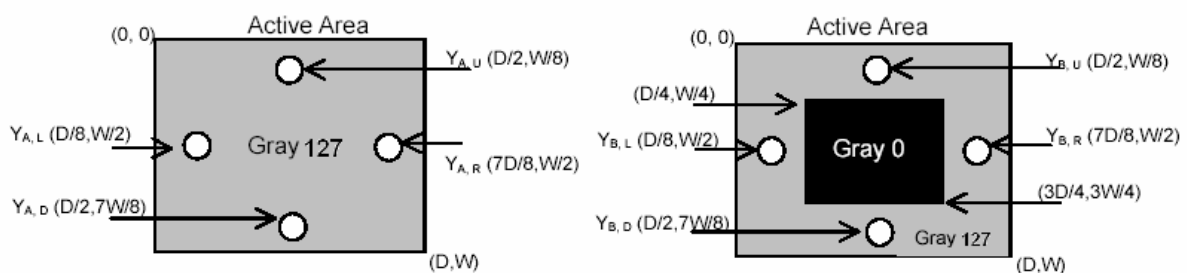 Active Area
(0, 0)
Y_A, U (D/2,W/8)
Y_A, L (D/8,W/2)
Gray 127
Y_A, R (7D/8,W/2)
Y_A, D (D/2,7W/8)
(D,W)
Active Area
(0, 0)
Y_B, U (D/2,W/8)
(D/4,W/4)
Y_B, L (D/8,W/2)
Gray 0
Y_B, R (7D/8,W/2)
(3D/4,3W/4)
Y_B, D (D/2,7W/8)
Gray 127
(D,W)